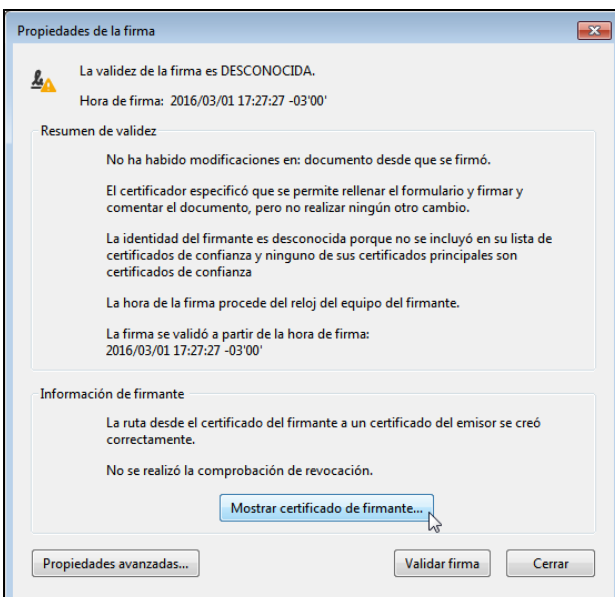 Propiedades de la firma
La validez de la firma es DESCONOCIDA.
Hora de firma: 2016/03/01 17:27:27 -03'00'
Resumen de validez
No ha habido modificaciones en: documento desde que se firmó.
El certificador especificó que se permite rellenar el formulario y firmar y
comentar el documento, pero no realizar ningún otro cambio.
La identidad del firmante es desconocida porque no se incluyó en su lista de
certificados de confianza y ninguno de sus certificados principales son
certificados de confianza
La hora de la firma procede del reloj del equipo del firmante.
La firma se validó a partir de la hora de firma:
2016/03/01 17:27:27 -03'00'
Información de firmante
La ruta desde el certificado del firmante a un certificado del emisor se creó
correctamente.
No se realizó la comprobación de revocación.
Mostrar certificado de firmante...
Propiedades avanzadas...
Validar firma
Cerrar